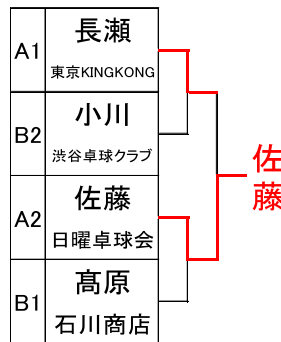 A1
長瀬
東京KINGKONG
B2
小川
渋谷卓球クラブ
A2
佐藤
日曜卓球会
B1
髙原
石川商店
佐藤